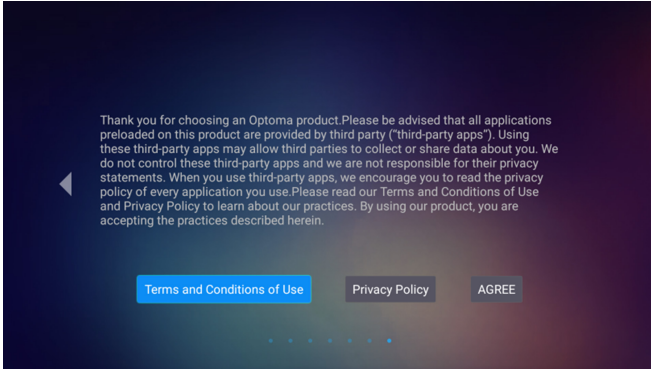 Thank you for choosing an Optoma product.Please be advised that all applications
preloaded on this product are provided by third party (“third-party apps”). Using
these third-party apps may allow third parties to collect or share data about you. We
do not control these third-party apps and we are not responsible for their privacy
statements. When you use third-party apps, we encourage you to read the privacy
policy of every application you use.Please read our Terms and Conditions of Use
and Privacy Policy to learn about our practices. By using our product, you are
accepting the practices described herein.
Terms and Conditions of Use Privacy Policy AGREE